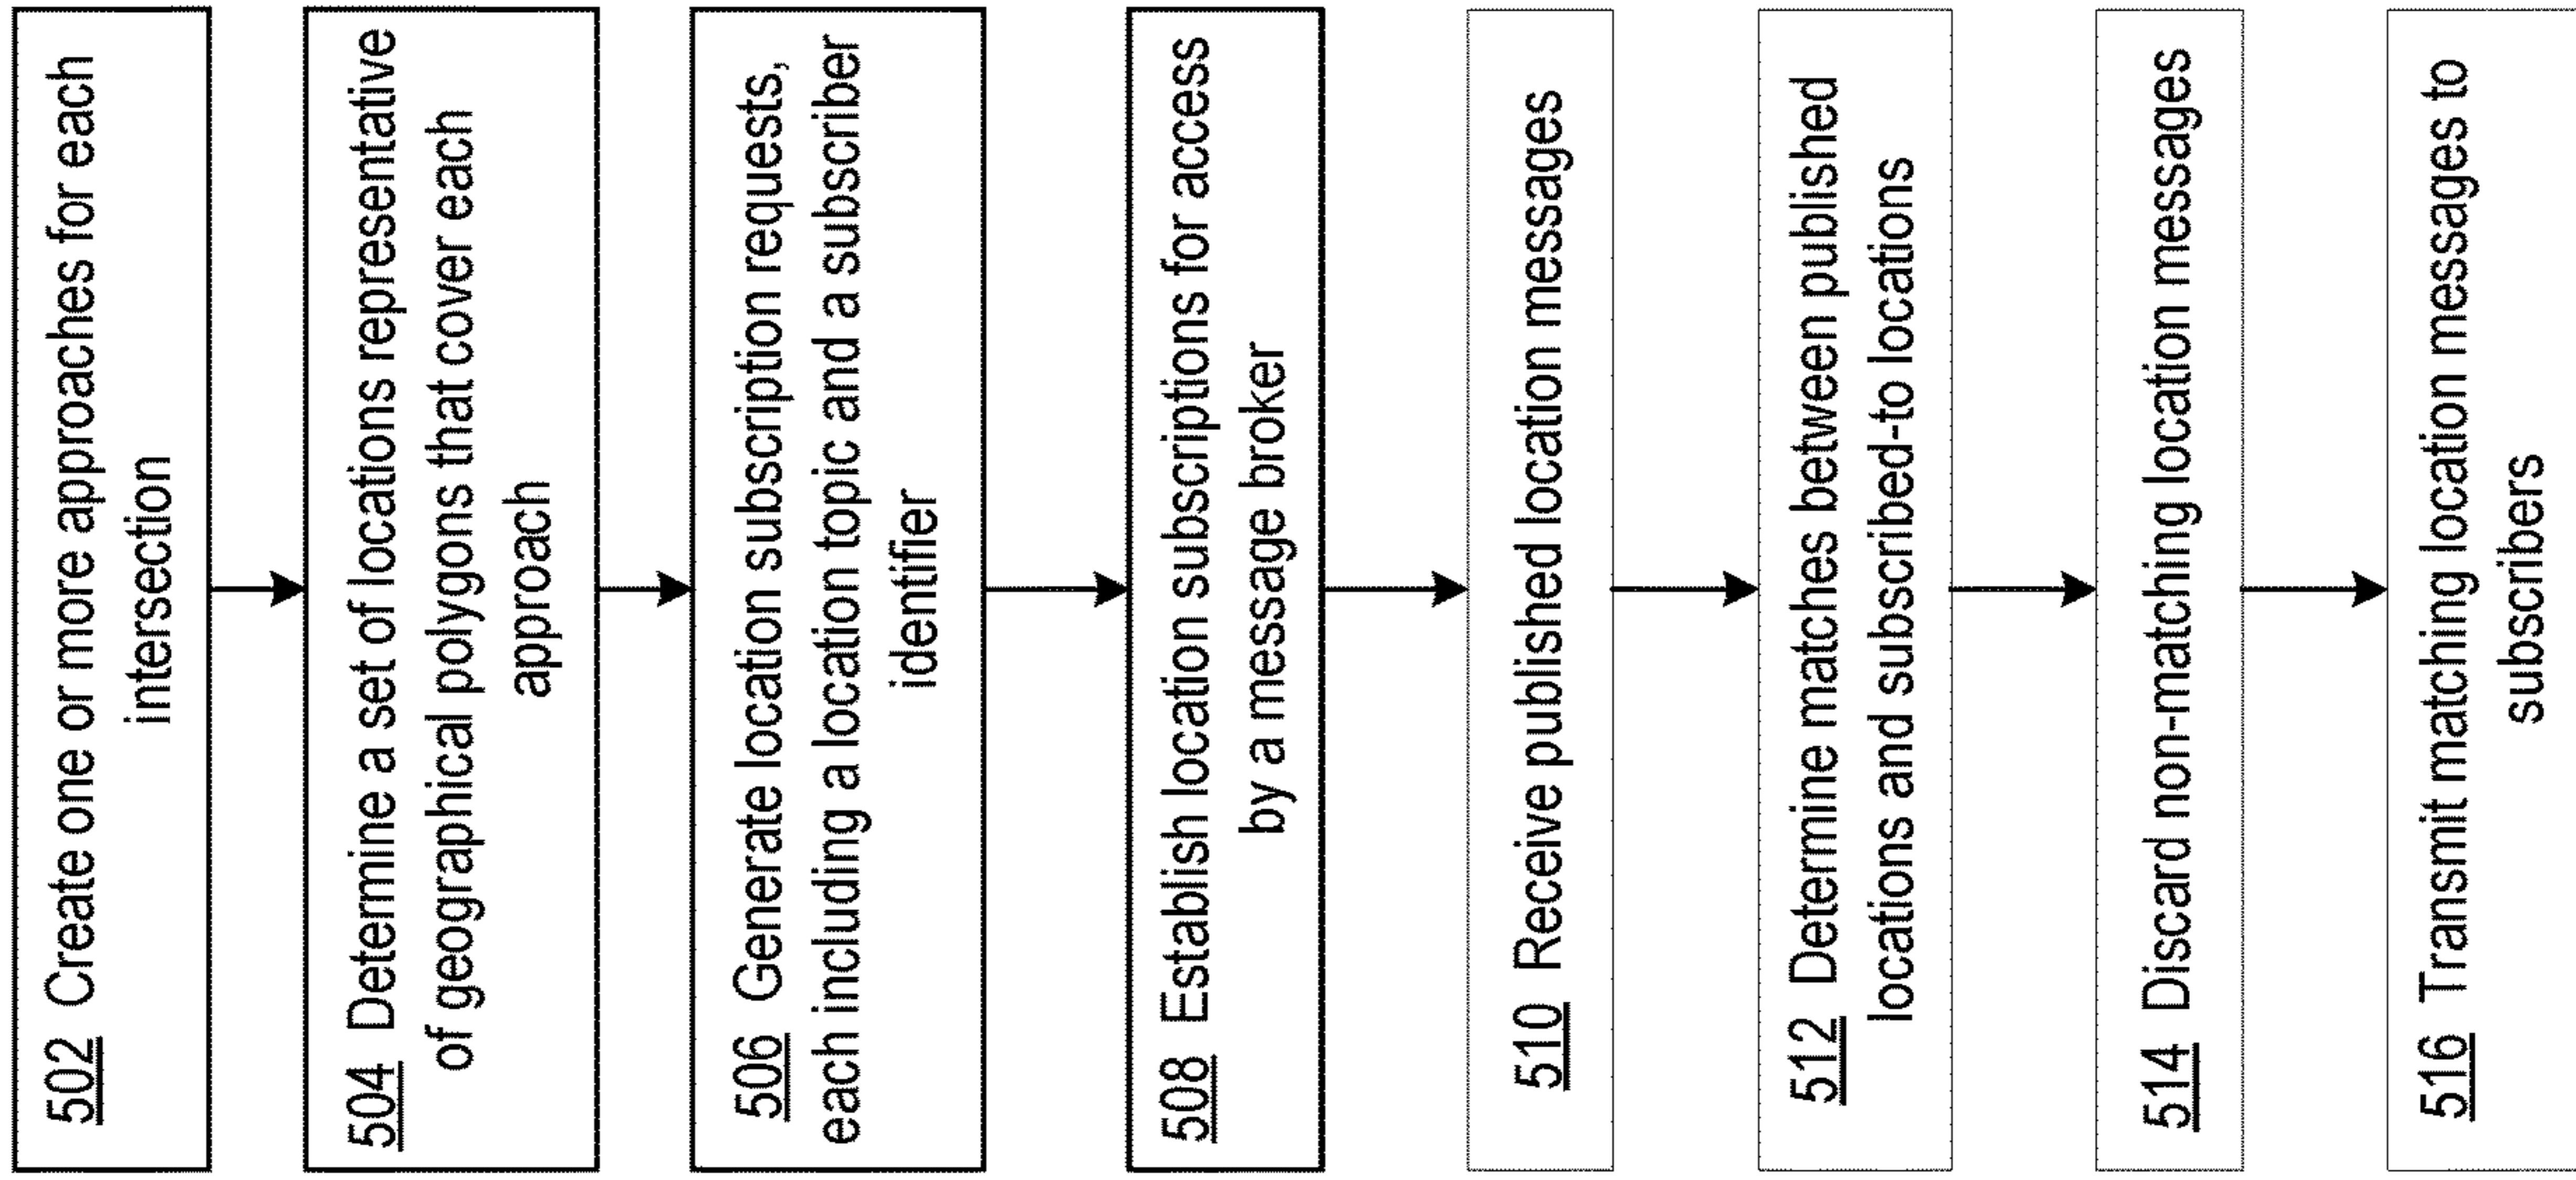 502 Create one or more approaches for each
intersection
504 Determine a set of locations representative
of geographical polygons that cover each
approach
506 Generate location subscription requests,
each including a location topic and a subscriber
identifier
508 Establish location subscriptions for access
by a message broker
510 Receive published location messages
512 Determine matches between published
locations and subscribed-to locations
514 Discard non-matching location messages
516 Transmit matching location messages to
subscribers